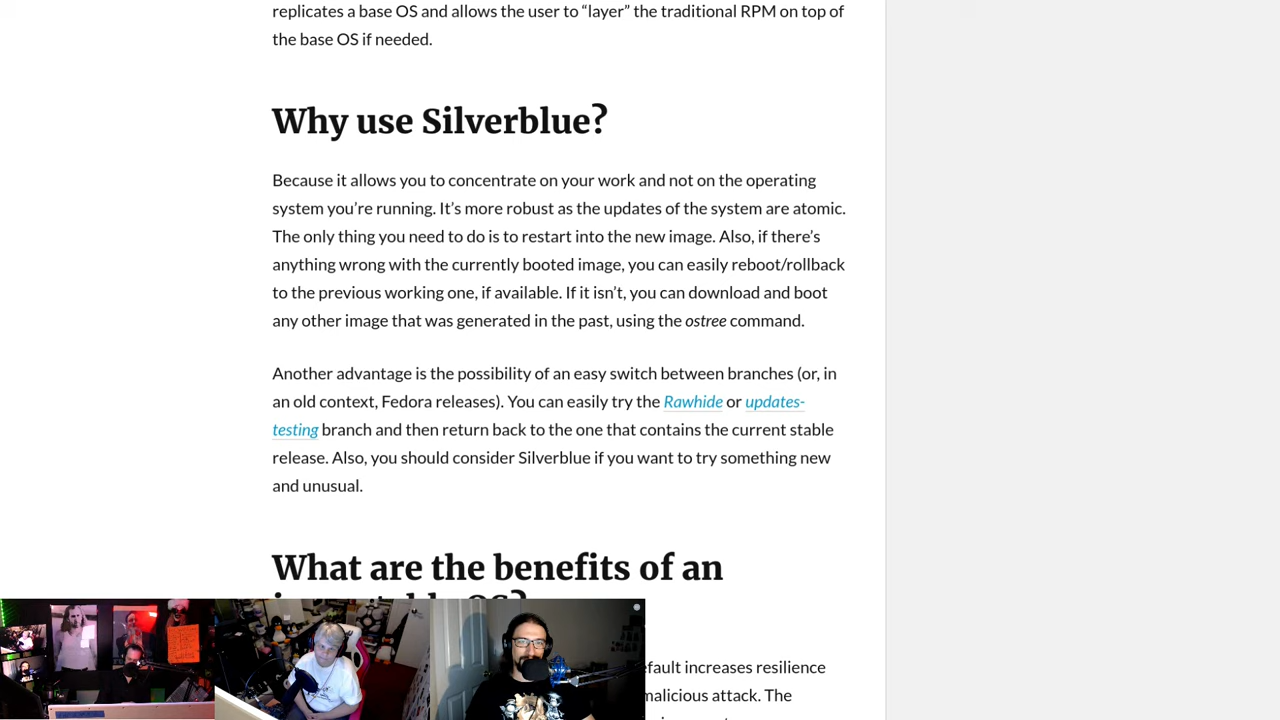 replicates a base OS and allows the user to “layer” the traditional RPM on top of
the base OS if needed.
Why use Silverblue?
Because it allows you to concentrate on your work and not on the operating
system you’re running. It’s more robust as the updates of the system are atomic.
The only thing you need to do is to restart into the new image. Also, if there’s
anything wrong with the currently booted image, you can easily reboot/rollback
to the previous working one, if available. If it isn’t, you can download and boot
any other image that was generated in the past, using the ostree command.
Another advantage is the possibility of an easy switch between branches (or, in
an old context, Fedora releases). You can easily try the Rawhide or updates-
testing branch and then return back to the one that contains the current stable
release. Also, you should consider Silverblue if you want to try something new
and unusual.
What are the benefits of an
OS?
increases resilience
malicious attack. The